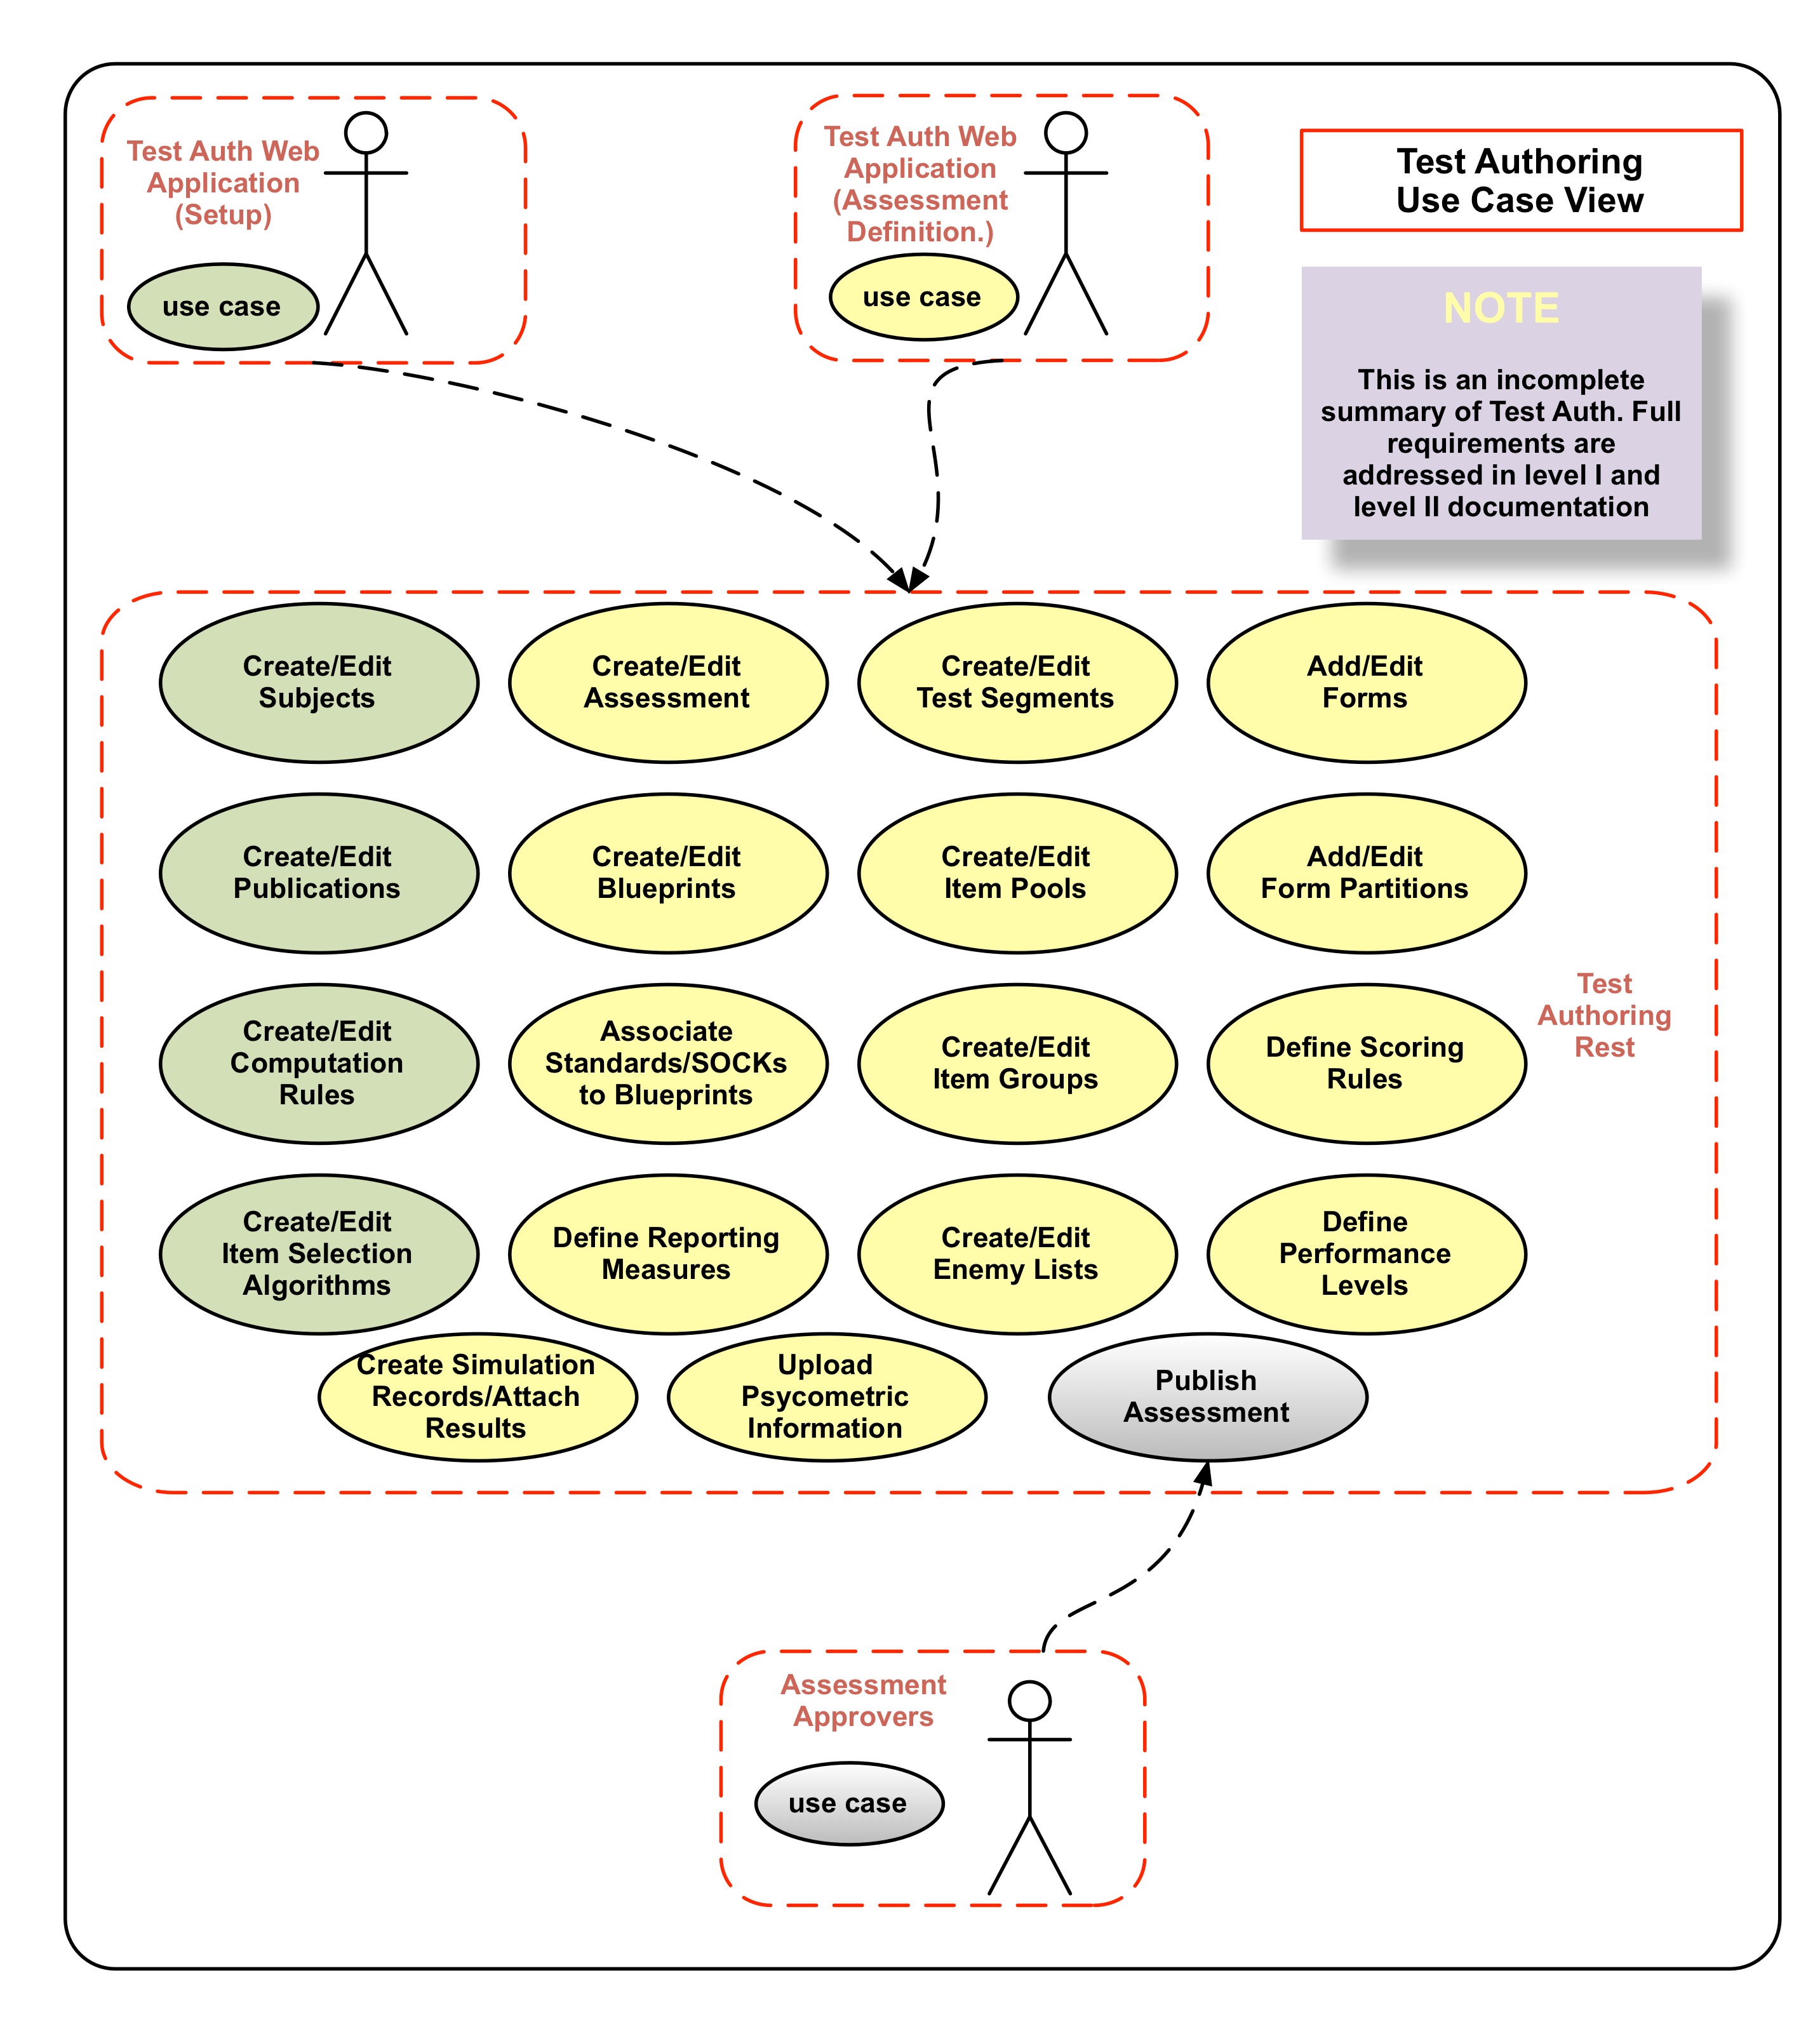 Test Auth Web
Application
(Setup)
use case
Test Auth Web
Application
(Assessment
Definition.)
use case
Test Authoring
Use Case View
NOTE
This is an incomplete
summary of Test Auth. Full
requirements are
addressed in level I and
level II documentation
Create/Edit
Subjects
Create/Edit
Assessment
Create/Edit
Test Segments
Add/Edit
Forms
Create/Edit
Publications
Create/Edit
Blueprints
Create/Edit
Item Pools
Add/Edit
Form Partitions
Create/Edit
Computation
Rules
Associate
Standards/SOCKs
to Blueprints
Create/Edit
Item Groups
Define Scoring
Rules
Test
Authoring
Rest
Create/Edit
Item Selection
Algorithms
Define Reporting
Measures
Create/Edit
Enemy Lists
Define
Performance
Levels
Create Simulation
Records/Attach
Results
Upload
Psycometric
Information
Publish
Assessment
Assessment
Approvers
use case